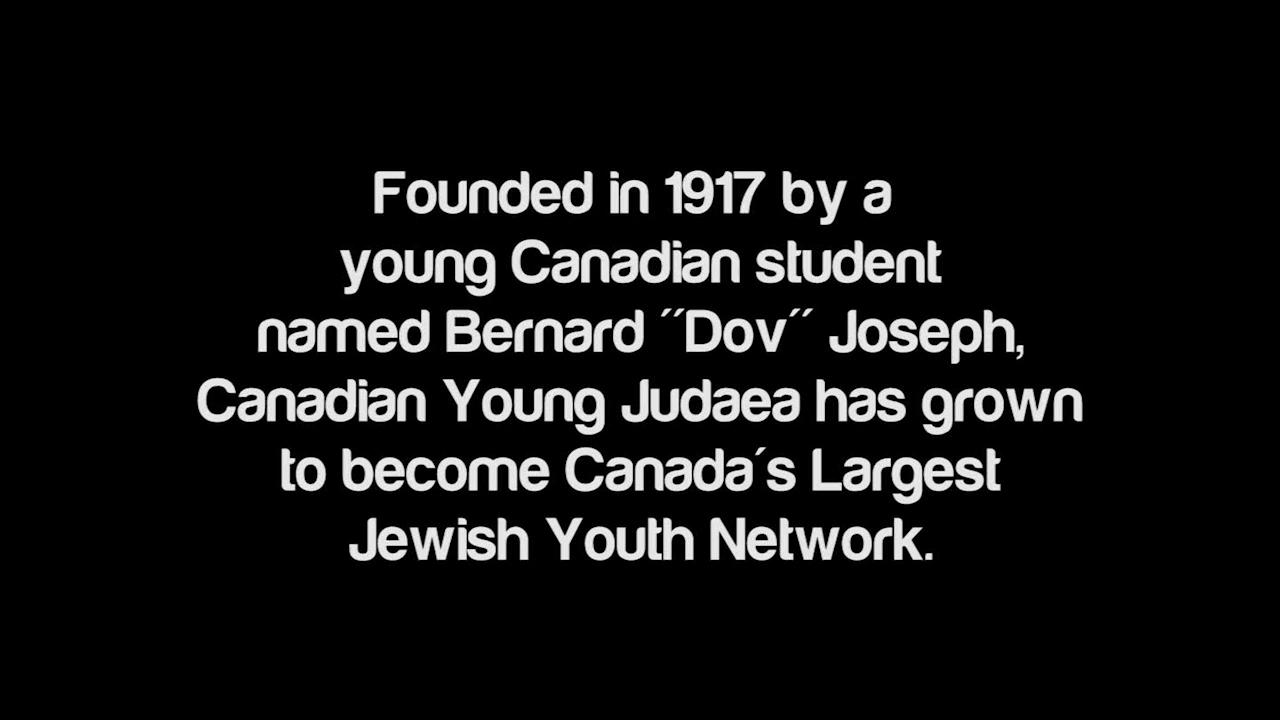 Founded in 1917 by a
young Canadian student
named Bernard "Dov" Joseph,
Canadian Young Judaea has grown
to become Canada's Largest
Jewish Youth Network.